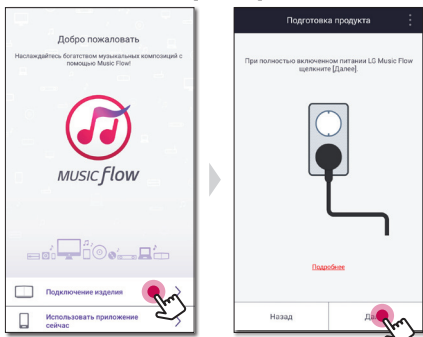 Добро пожаловать
Наслаждайтесь богатством музыкальных композиций с
помощью Music Flow!
MUSIC flow
Подключение изделия
Использовать приложение
сейчас
Подготовка продукта
При полностью включенном питании LG Music Flow
щелкните [Далее].
Подробнее
Назад